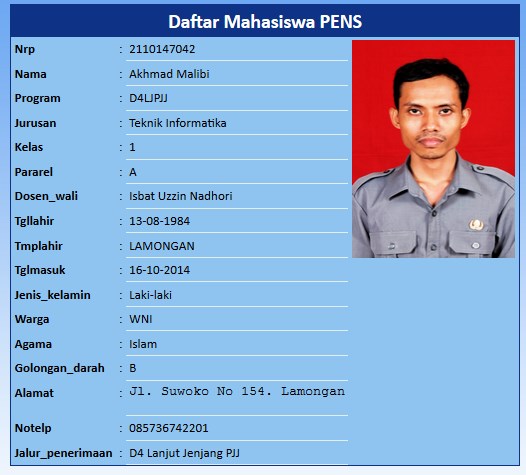 Daftar Mahasiswa PENS
Nrp : 2110147042
Nama : Akhmad Malibi
Program : D4LJPJJ
Jurusan : Teknik Informatika
Kelas : 1
Pararel : A
Dosen_wali : Isbat Uzzin Nadhori
Tgllahir : 13-08-1984
Tmplahir : LAMONGAN
Tglmasuk : 16-10-2014
Jenis_kelamin : Laki-laki
Warga : WNI
Agama : Islam
Golongan_darah : B
Alamat : Jl. Suwoko No 154. Lamongan
Notelp : 085736742201
Jalur_penerimaan : D4 Lanjut Jenjang PJJ